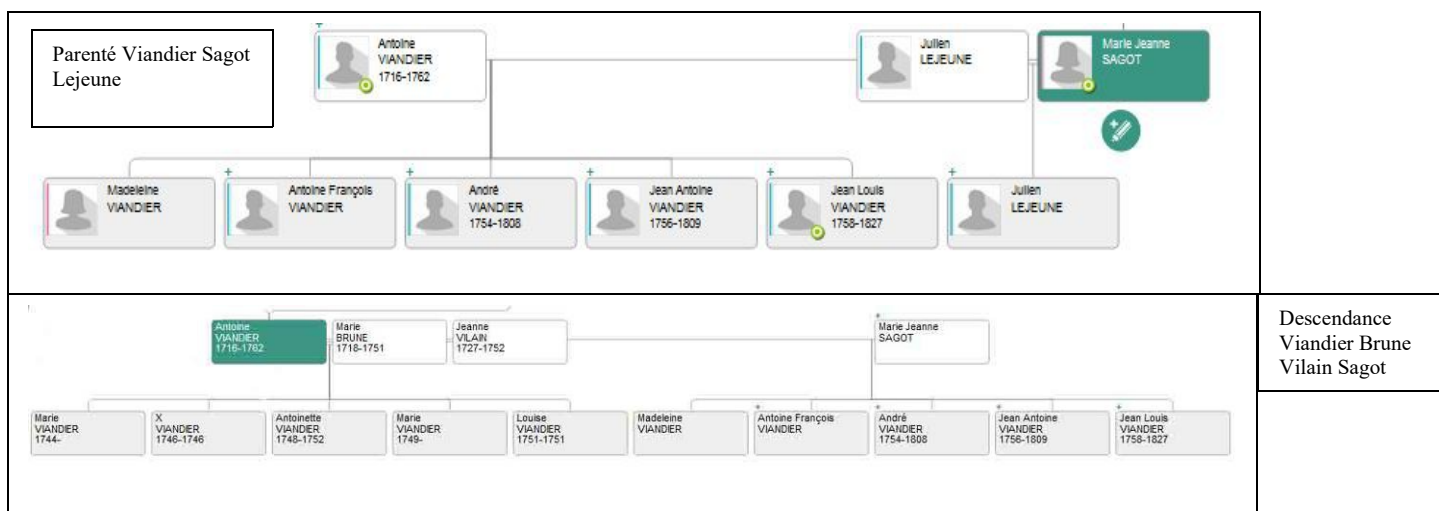 Parenté Viandier Sagot
Lejeune
Antoine
VIANDIER
1716-1762
Julien
LEJEUNE
Marie Jeanne
SAGOT
Madeleine
VIANDIER
Antoine François
VIANDIER
André
VIANDIER
1754-1808
Jean Antoine
VIANDIER
1756-1809
Jean Louis
VIANDIER
1758-1827
Julien
LEJEUNE
Antoine
VIANDIER
1716-1762
Marie
BRUNE
1718-1751
Jeanne
VILAIN
1727-1752
Marie Jeanne
SAGOT
Descendance
Viandier Brune
Vilain Sagot
Marie
VIANDIER
1744-
X
VIANDIER
1746-1746
Antoinette
VIANDIER
1748-1752
Marie
VIANDIER
1749-
Louise
VIANDIER
1751-1751
Madeleine
VIANDIER
Antoine François
VIANDIER
André
VIANDIER
1754-1808
Jean Antoine
VIANDIER
1756-1809
Jean Louis
VIANDIER
1758-1827